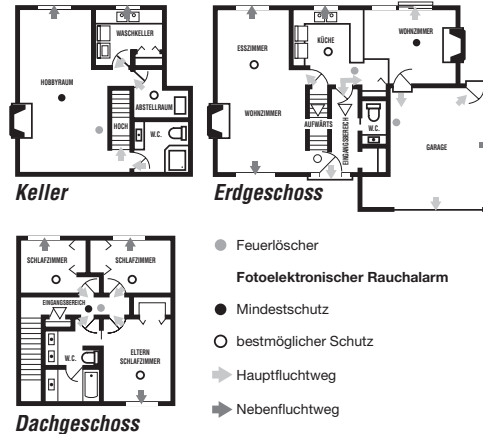 WASCHKELLER
HOBBYRAUM
ABSTELLRAUM
HOCH
W.C.
Keller
ESSZIMMER
KÜCHE
WOHNZIMMER
WOHNZIMMER
AUFWÄRTS
EINGANGSBEREICH
W.C.
GARAGE
Erdgeschoss
SCHLAFZIMMER
SCHLAFZIMMER
EINGANGSBEREICH
W.C.
ELTERN
SCHLAFZIMMER
Dachgeschoss
Feuerlöscher
Fotoelektronischer Rauchalarm
Mindestschutz
bestmöglicher Schutz
Hauptfluchtweg
Nebenfluchtweg